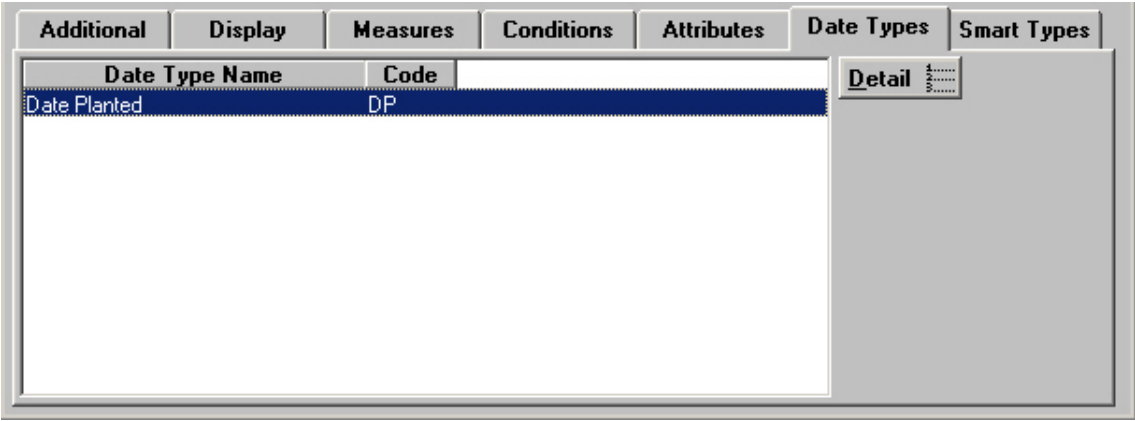 Additional Display Measures Conditions Attributes Date Types Smart Types
Date Type Name Code Detail
Date Planted DP